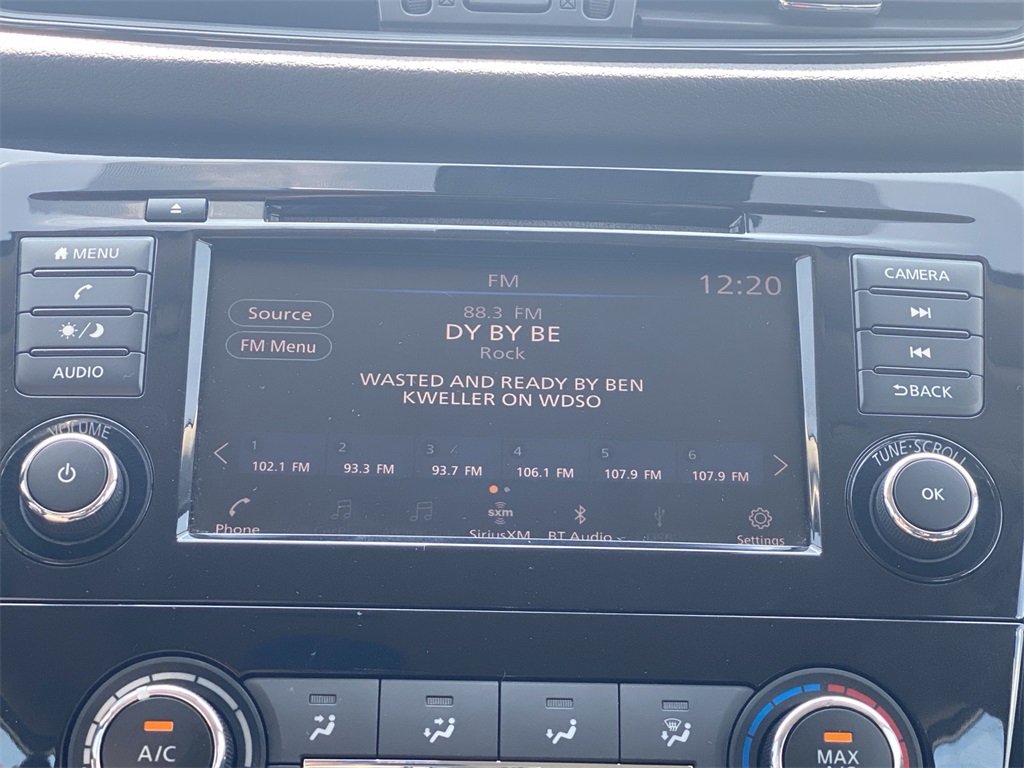 MENU
AUDIO
VOLUME
FM
12:20
Source
88.3 FM
DY BY BE
FM Menu
Rock
WASTED AND READY BY BEN
KWELLER ON WDSO
1 2 3 4 5 6
102.1 FM 93.3 FM 93.7 FM 106.1 FM 107.9 FM 107.9 FM
sxm
Phone SiriusXM BT Audio Settings
CAMERA
BACK
TUNE·SCROLL
OK
A/C
MAX